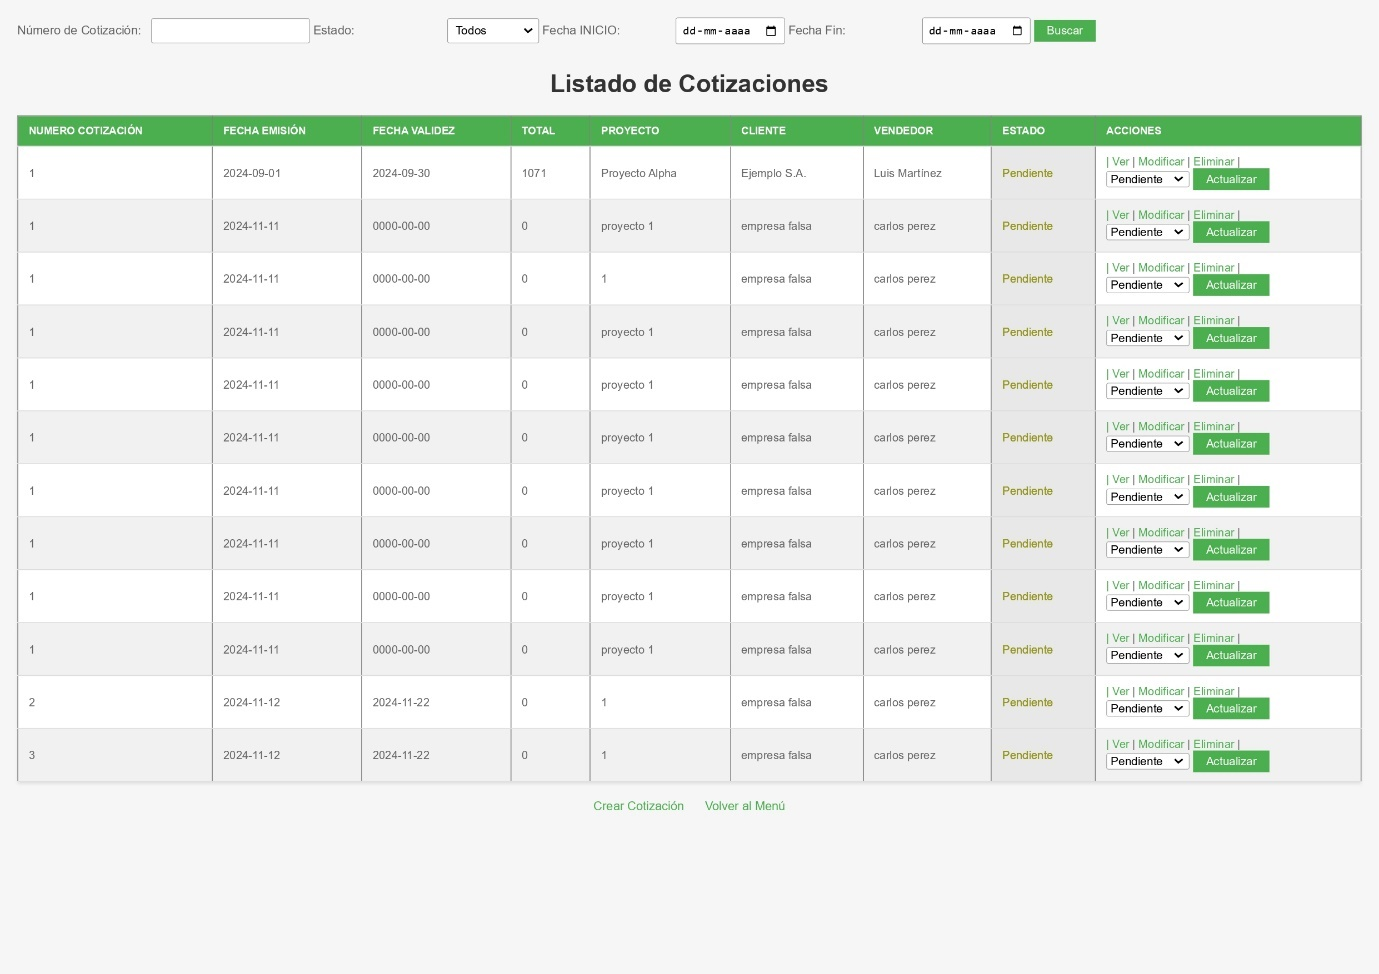 Número de Cotización: Estado: Todos Fecha INICIO: dd-mm-aaaa Fecha Fin: dd-mm-aaaa Buscar
Listado de Cotizaciones
NUMERO COTIZACIÓN FECHA EMISIÓN FECHA VALIDEZ TOTAL PROYECTO CLIENTE VENDEDOR ESTADO ACCIONES
1 2024-09-01 2024-09-30 1071 Proyecto Alpha Ejemplo S.A. Luis Martínez Pendiente | Ver | Modificar | Eliminar |
Pendiente Actualizar
1 2024-11-11 0000-00-00 0 proyecto 1 empresa falsa carlos perez Pendiente | Ver | Modificar | Eliminar |
Pendiente Actualizar
1 2024-11-11 0000-00-00 0 1 empresa falsa carlos perez Pendiente | Ver | Modificar | Eliminar |
Pendiente Actualizar
1 2024-11-11 0000-00-00 0 proyecto 1 empresa falsa carlos perez Pendiente | Ver | Modificar | Eliminar |
Pendiente Actualizar
1 2024-11-11 0000-00-00 0 proyecto 1 empresa falsa carlos perez Pendiente | Ver | Modificar | Eliminar |
Pendiente Actualizar
1 2024-11-11 0000-00-00 0 proyecto 1 empresa falsa carlos perez Pendiente | Ver | Modificar | Eliminar |
Pendiente Actualizar
1 2024-11-11 0000-00-00 0 proyecto 1 empresa falsa carlos perez Pendiente | Ver | Modificar | Eliminar |
Pendiente Actualizar
1 2024-11-11 0000-00-00 0 proyecto 1 empresa falsa carlos perez Pendiente | Ver | Modificar | Eliminar |
Pendiente Actualizar
1 2024-11-11 0000-00-00 0 proyecto 1 empresa falsa carlos perez Pendiente | Ver | Modificar | Eliminar |
Pendiente Actualizar
1 2024-11-11 0000-00-00 0 proyecto 1 empresa falsa carlos perez Pendiente | Ver | Modificar | Eliminar |
Pendiente Actualizar
2 2024-11-12 2024-11-22 0 1 empresa falsa carlos perez Pendiente | Ver | Modificar | Eliminar |
Pendiente Actualizar
3 2024-11-12 2024-11-22 0 1 empresa falsa carlos perez Pendiente | Ver | Modificar | Eliminar |
Pendiente Actualizar
Crear Cotización Volver al Menú